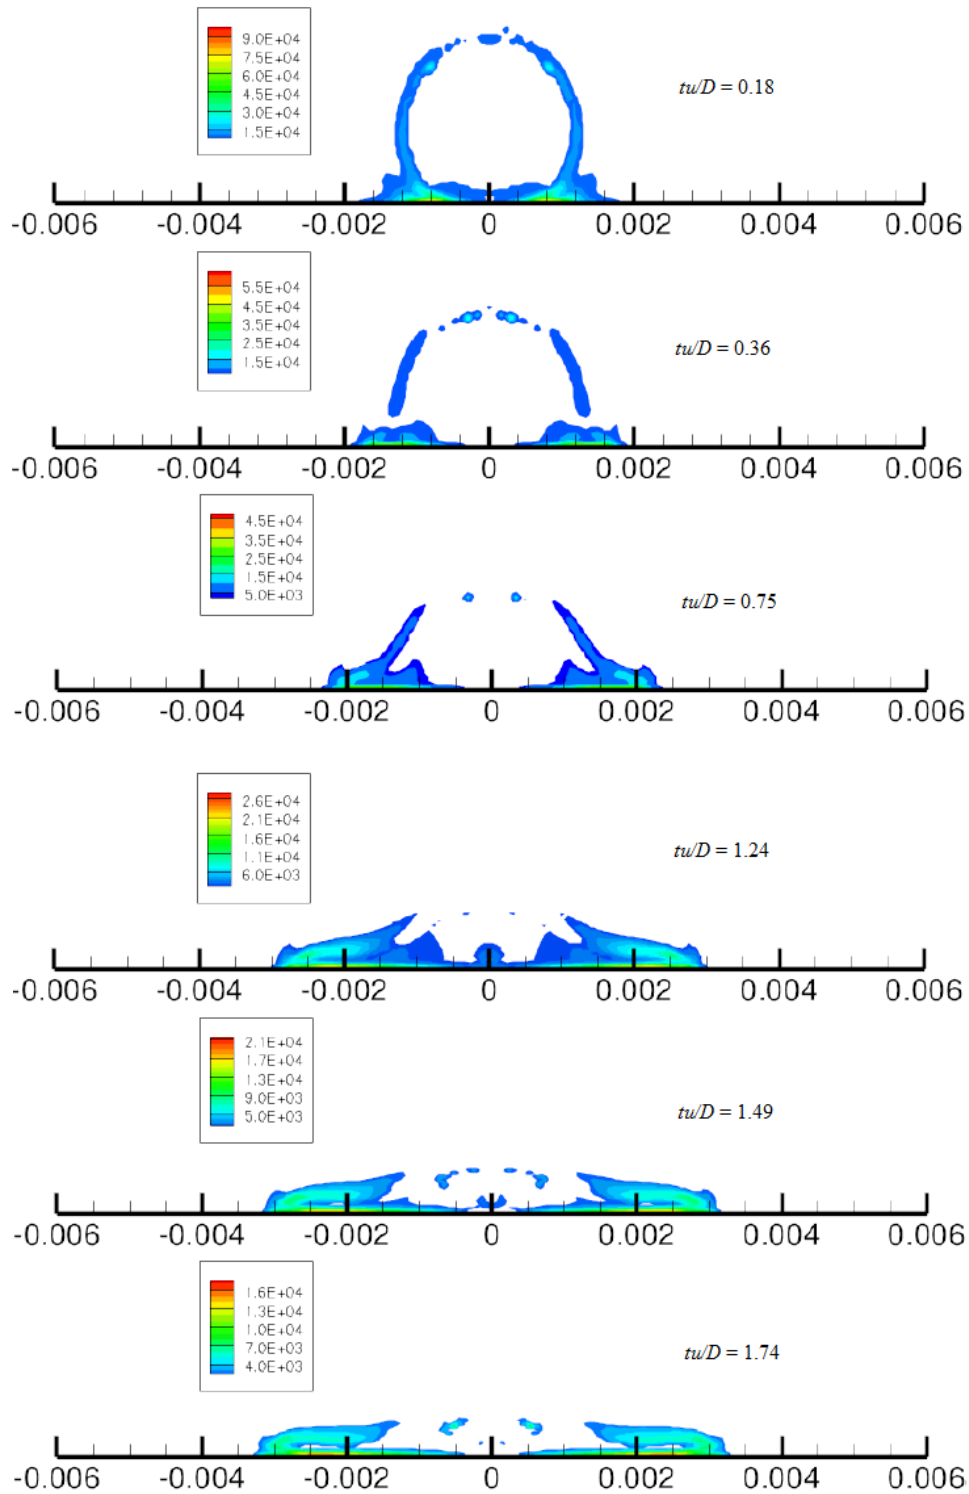 9.0E+04
7.5E+04
6.0E+04
4.5E+04
3.0E+04
1.5E+04
tu/D = 0.18
-0.006 -0.004 -0.002 0 0.002 0.004 0.006
5.5E+04
4.5E+04
3.5E+04
2.5E+04
1.5E+04
tu/D = 0.36
-0.006 -0.004 -0.002 0 0.002 0.004 0.006
4.5E+04
3.5E+04
2.5E+04
1.5E+04
5.0E+03
tu/D = 0.75
-0.006 -0.004 -0.002 0 0.002 0.004 0.006
2.6E+04
2.1E+04
1.6E+04
1.1E+04
6.0E+03
tu/D = 1.24
-0.006 -0.004 -0.002 0 0.002 0.004 0.006
2.1E+04
1.7E+04
1.3E+04
9.0E+03
5.0E+03
tu/D = 1.49
-0.006 -0.004 -0.002 0 0.002 0.004 0.006
1.6E+04
1.3E+04
1.0E+04
7.0E+03
4.0E+03
tu/D = 1.74
-0.006 -0.004 -0.002 0 0.002 0.004 0.006